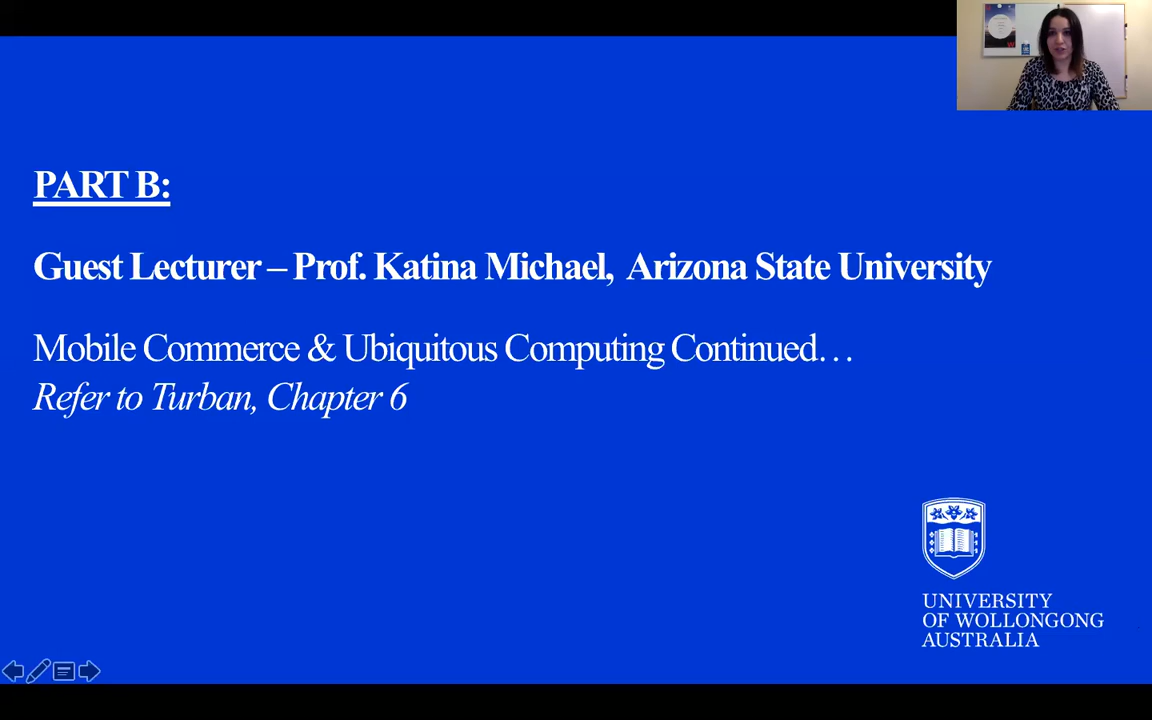 PART B:
Guest Lecturer – Prof. Katina Michael, Arizona State University
Mobile Commerce & Ubiquitous Computing Continued…
Refer to Turban, Chapter 6
UNIVERSITY
OF WOLLONGONG
AUSTRALIA